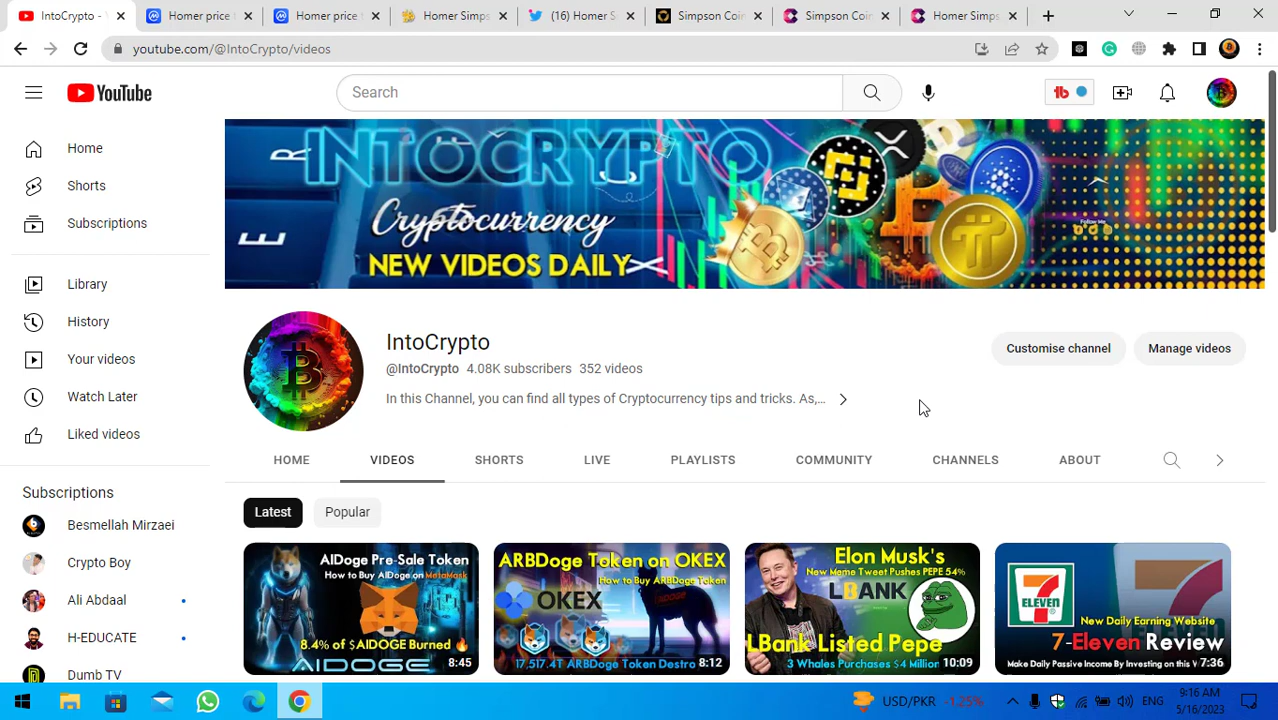 IntoCrypto - Y
Homer price t
Homer price t
Homer Simps
(16) Homer S
Simpson Coin
Simpson Coin
Homer Simps
youtube.com/@IntoCrypto/videos
YouTube
Search
Home
Shorts
Subscriptions
Library
History
Your videos
Watch Later
Liked videos
Subscriptions
Besmellah Mirzaei
Crypto Boy
Ali Abdaal
H-EDUCATE
Dumb TV
R
E
INTOCRYPTO
Cryptocurrency
NEW VIDEOS DAILY
Follow Me
IntoCrypto
@IntoCrypto 4.08K subscribers 352 videos
In this Channel, you can find all types of Cryptocurrency tips and tricks. As,...
Customise channel
Manage videos
HOME VIDEOS SHORTS LIVE PLAYLISTS COMMUNITY CHANNELS ABOUT
Latest Popular
AIDoge Pre-Sale Token
How to Buy AIDoge on MetaMask
8.4% of $AIDOGE Burned
AIDOGE
8:45
ARBDoge Token on OKEX
How to Buy ARBDoge Token
OKEX
17,517.4T ARBDoge Token Destro
8:12
Elon Musk's
New Meme Tweet Pushes PEPE 54%
LBANK
LBank Listed Pepe
3 Whales Purchases $4 Million
10:09
ELEVEN
New Daily Earning Website
7-Eleven Review
Make Daily Passive Income By Investing on this W
7:36
USD/PKR -1.25%
ENG
9:16 AM
5/16/2023